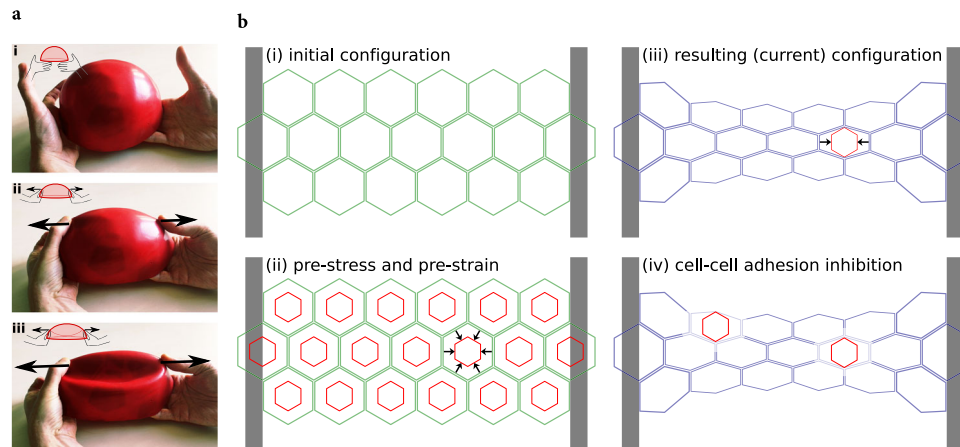 a
i
ii
iii
b
(i) initial configuration
(ii) pre-stress and pre-strain
(iii) resulting (current) configuration
(iv) cell-cell adhesion inhibition